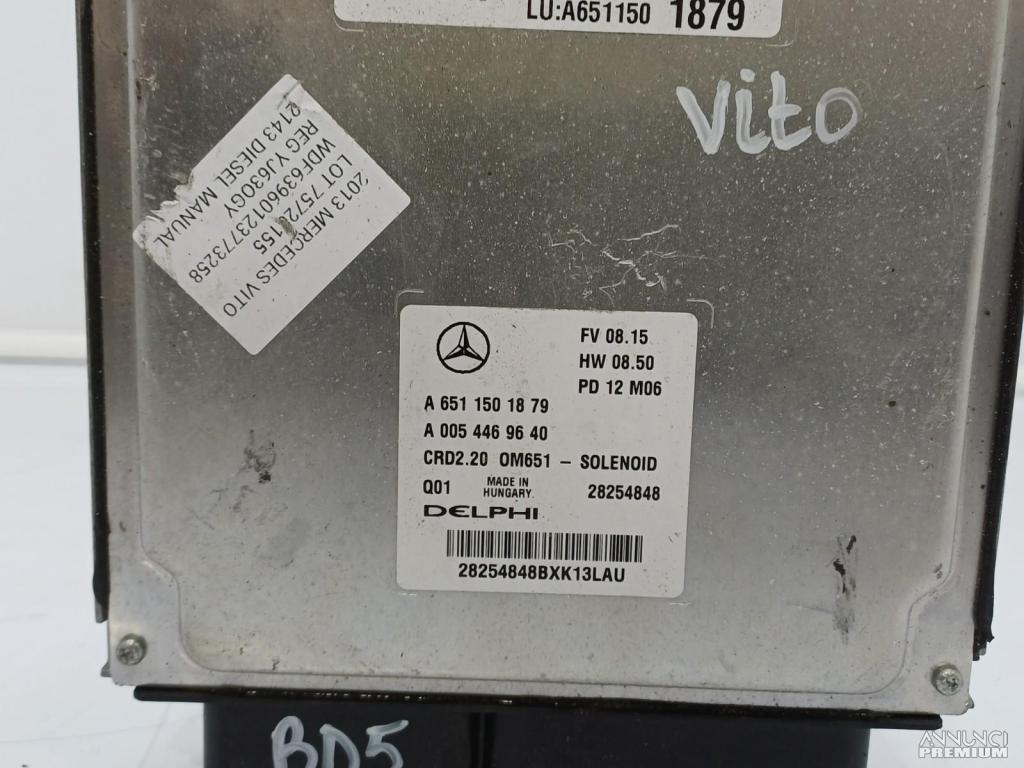 LU:A651150 1879
vito
2013 MERCEDES VITO
LOT 7572 155
WDF63960123773258
REG YJ63OGY
2143 DIESEL MANUAL
FV 08.15
HW 08.50
PD 12 M06
A 651 150 18 79
A 005 446 96 40
CRD2.20 OM651 – SOLENOID
Q01 MADE IN HUNGARY. 28254848
DELPHI
28254848BXK13LAU
BD5
ANNUNCI
PREMIUM